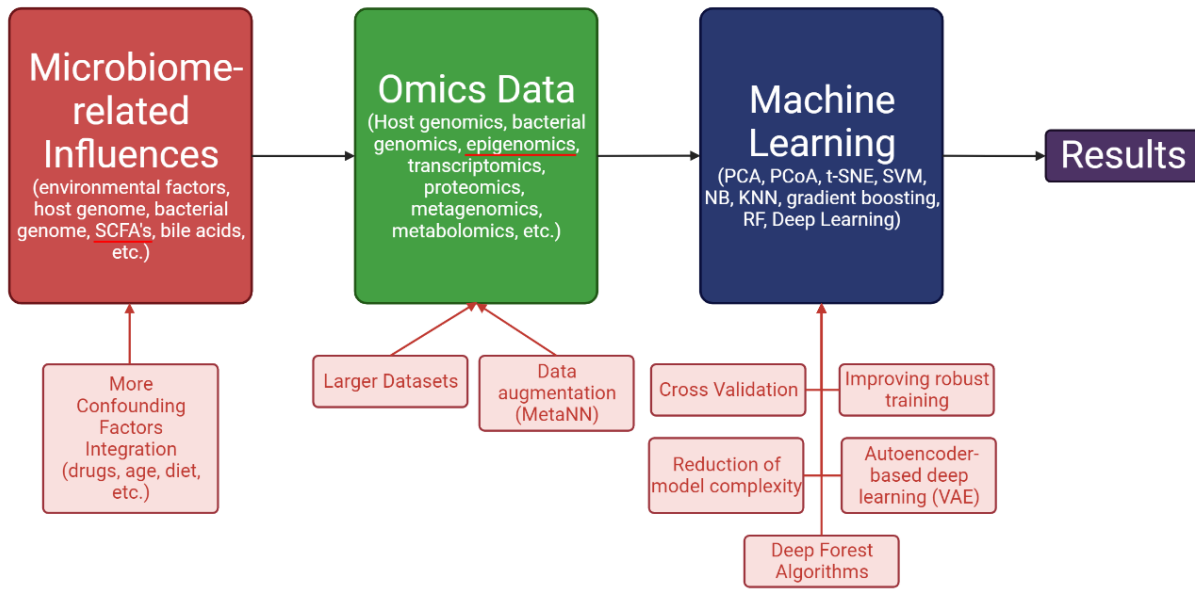 Microbiome-
related
Influences
(environmental factors,
host genome, bacterial
genome, SCFA's, bile acids,
etc.)
Omics Data
(Host genomics, bacterial
genomics, epigenomics,
transcriptomics,
proteomics,
metagenomics,
metabolomics, etc.)
Machine
Learning
(PCA, PCoA, t-SNE, SVM,
NB, KNN, gradient boosting,
RF, Deep Learning)
Results
More
Confounding
Factors
Integration
(drugs, age, diet,
etc.)
Larger Datasets
Data
augmentation
(MetaNN)
Cross Validation
Improving robust
training
Reduction of
model complexity
Autoencoder-
based deep
learning (VAE)
Deep Forest
Algorithms